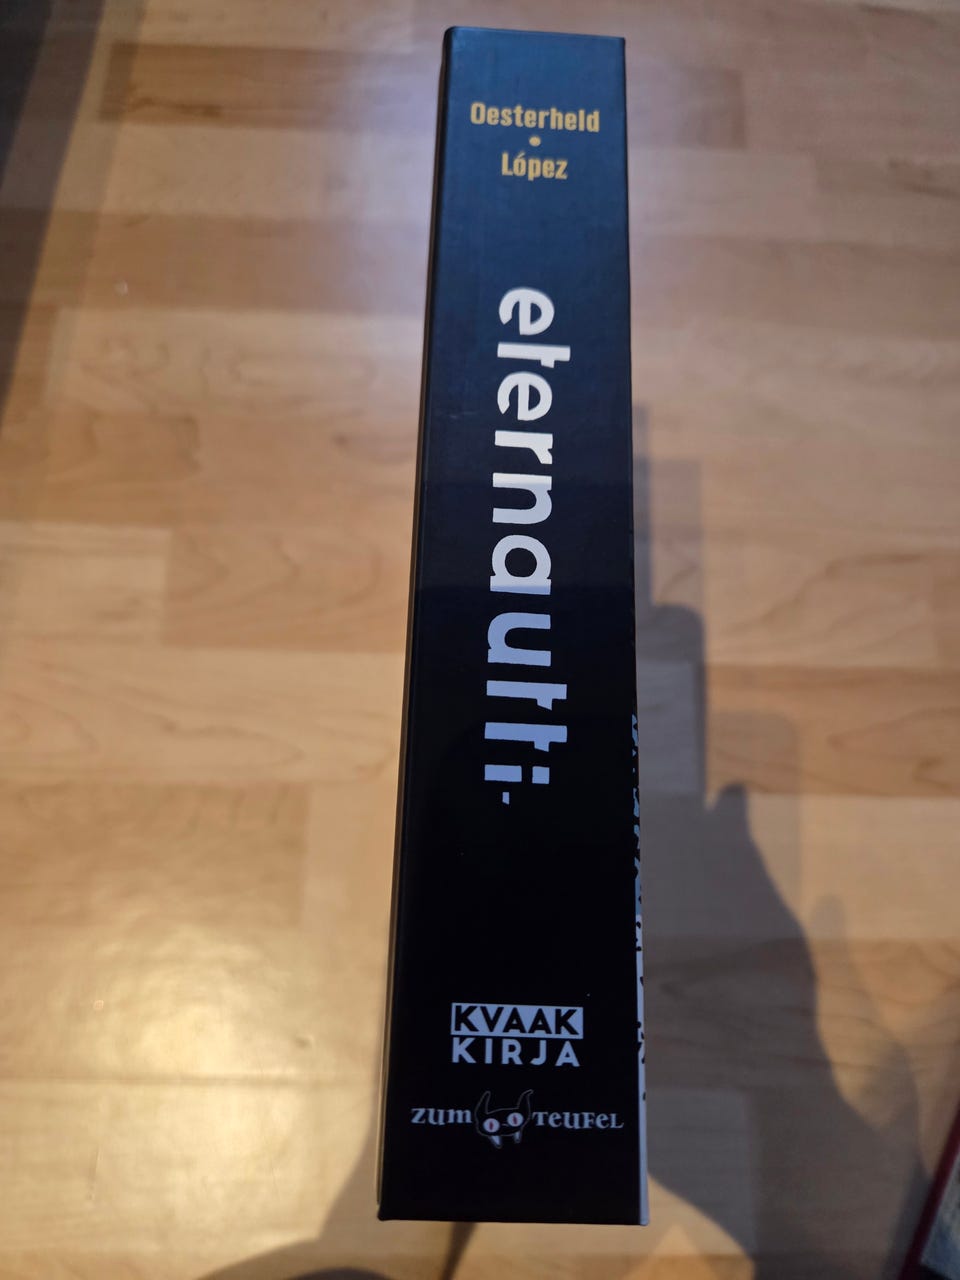 Oesterheld
•
López
eternautti
KVAAK
KIRJA
zum teufel